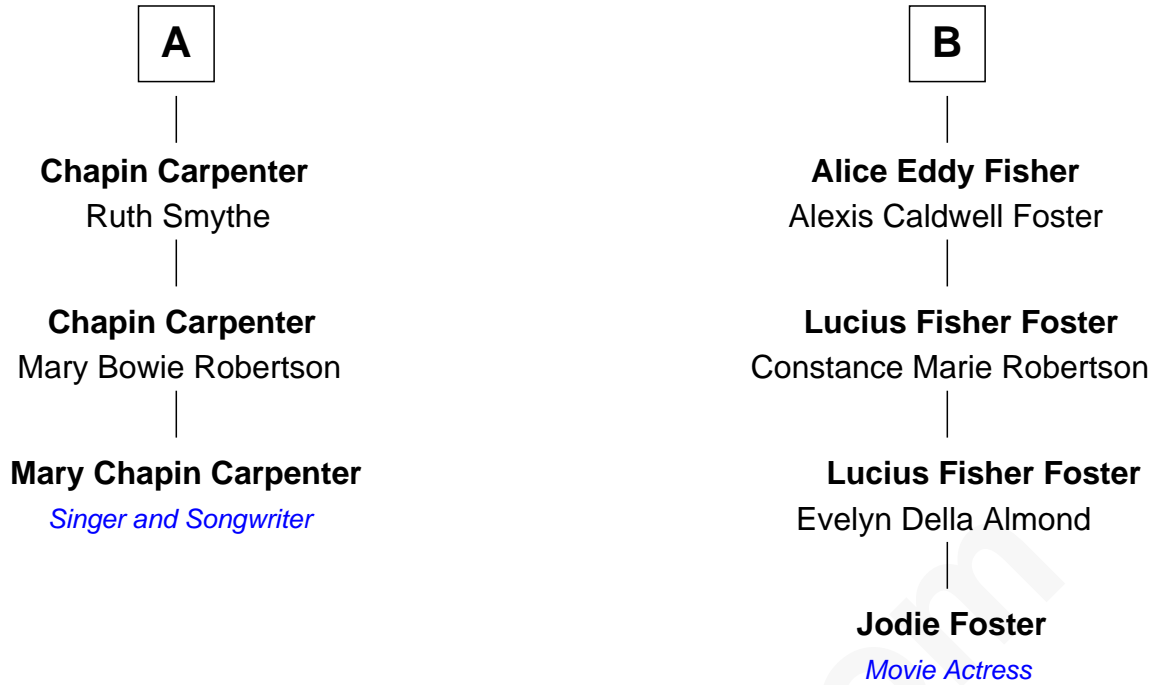 A
Chapin Carpenter
Ruth Smythe
Chapin Carpenter
Mary Bowie Robertson
Mary Chapin Carpenter
Singer and Songwriter
B
Alice Eddy Fisher
Alexis Caldwell Foster
Lucius Fisher Foster
Constance Marie Robertson
Lucius Fisher Foster
Evelyn Della Almond
Jodie Foster
Movie Actress